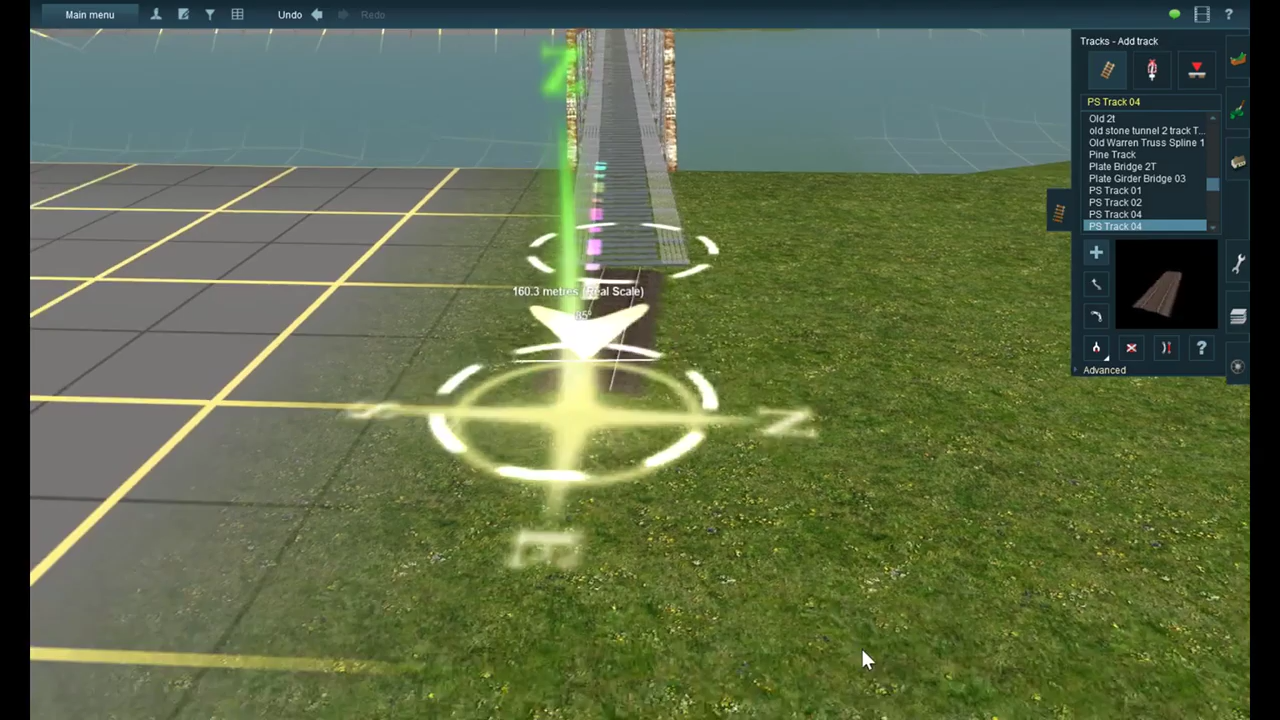 Main menu
Undo
Redo
?
Tracks - Add track
PS Track 04
Old 2t
old stone tunnel 2 track T...
Old Warren Truss Spline 1
Pine Track
Plate Bridge 2T
Plate Girder Bridge 03
PS Track 01
PS Track 02
PS Track 04
PS Track 04
?
Advanced
160.3 metres (Real Scale)
N
E